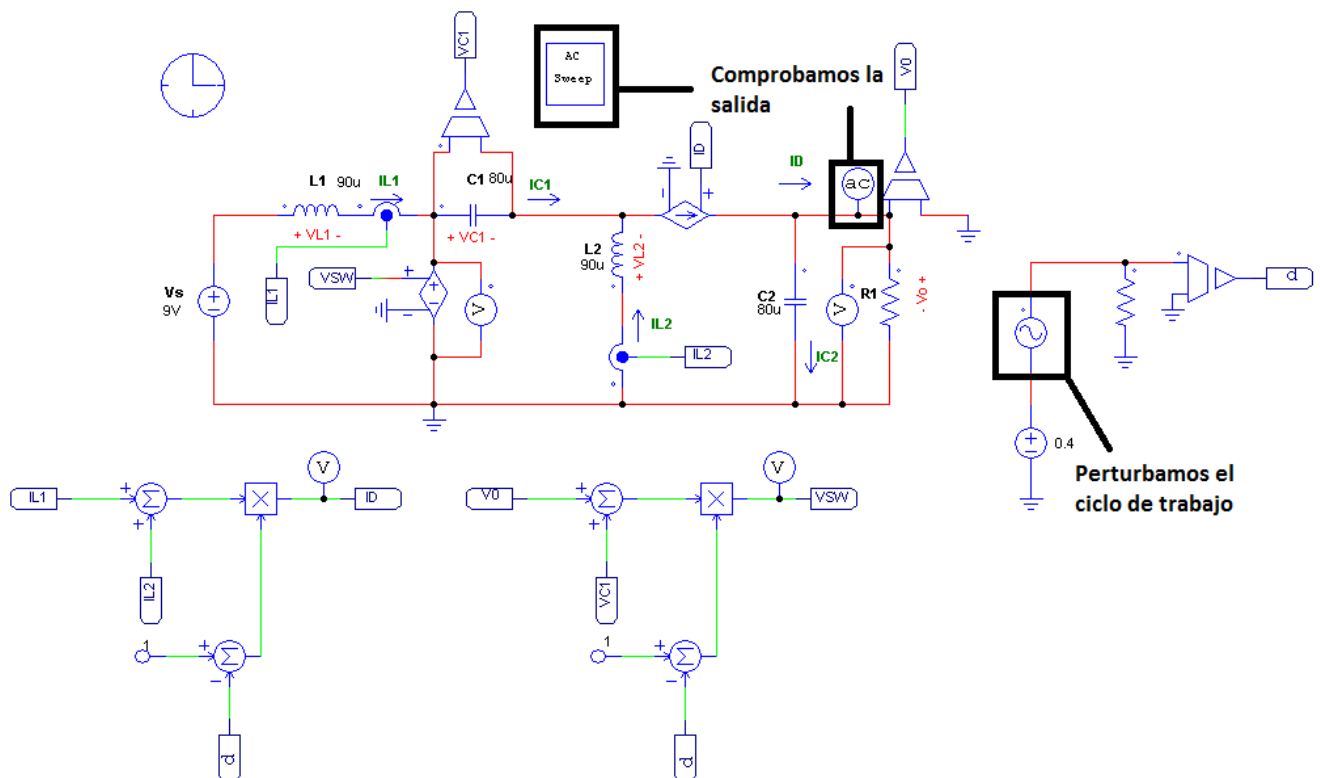 VC1
AC
Sweep
Comprobamos la
salida
V0
ID
L1 90u
IL1
C1 80u
IC1
ID
ac
+ VL1 -
+ VC1 -
L2
90u
+ VL2 -
Vs
9V
IL1
VSW
V
IL2
IL2
C2
80u
IC2
V
R1
- Vo +
d
0.4
Perturbamos el
ciclo de trabajo
V
V
IL1
+
Σ
+
X
ID
V0
+
Σ
+
X
VSW
IL2
VC1
1
+
Σ
-
1
+
Σ
-
d
d